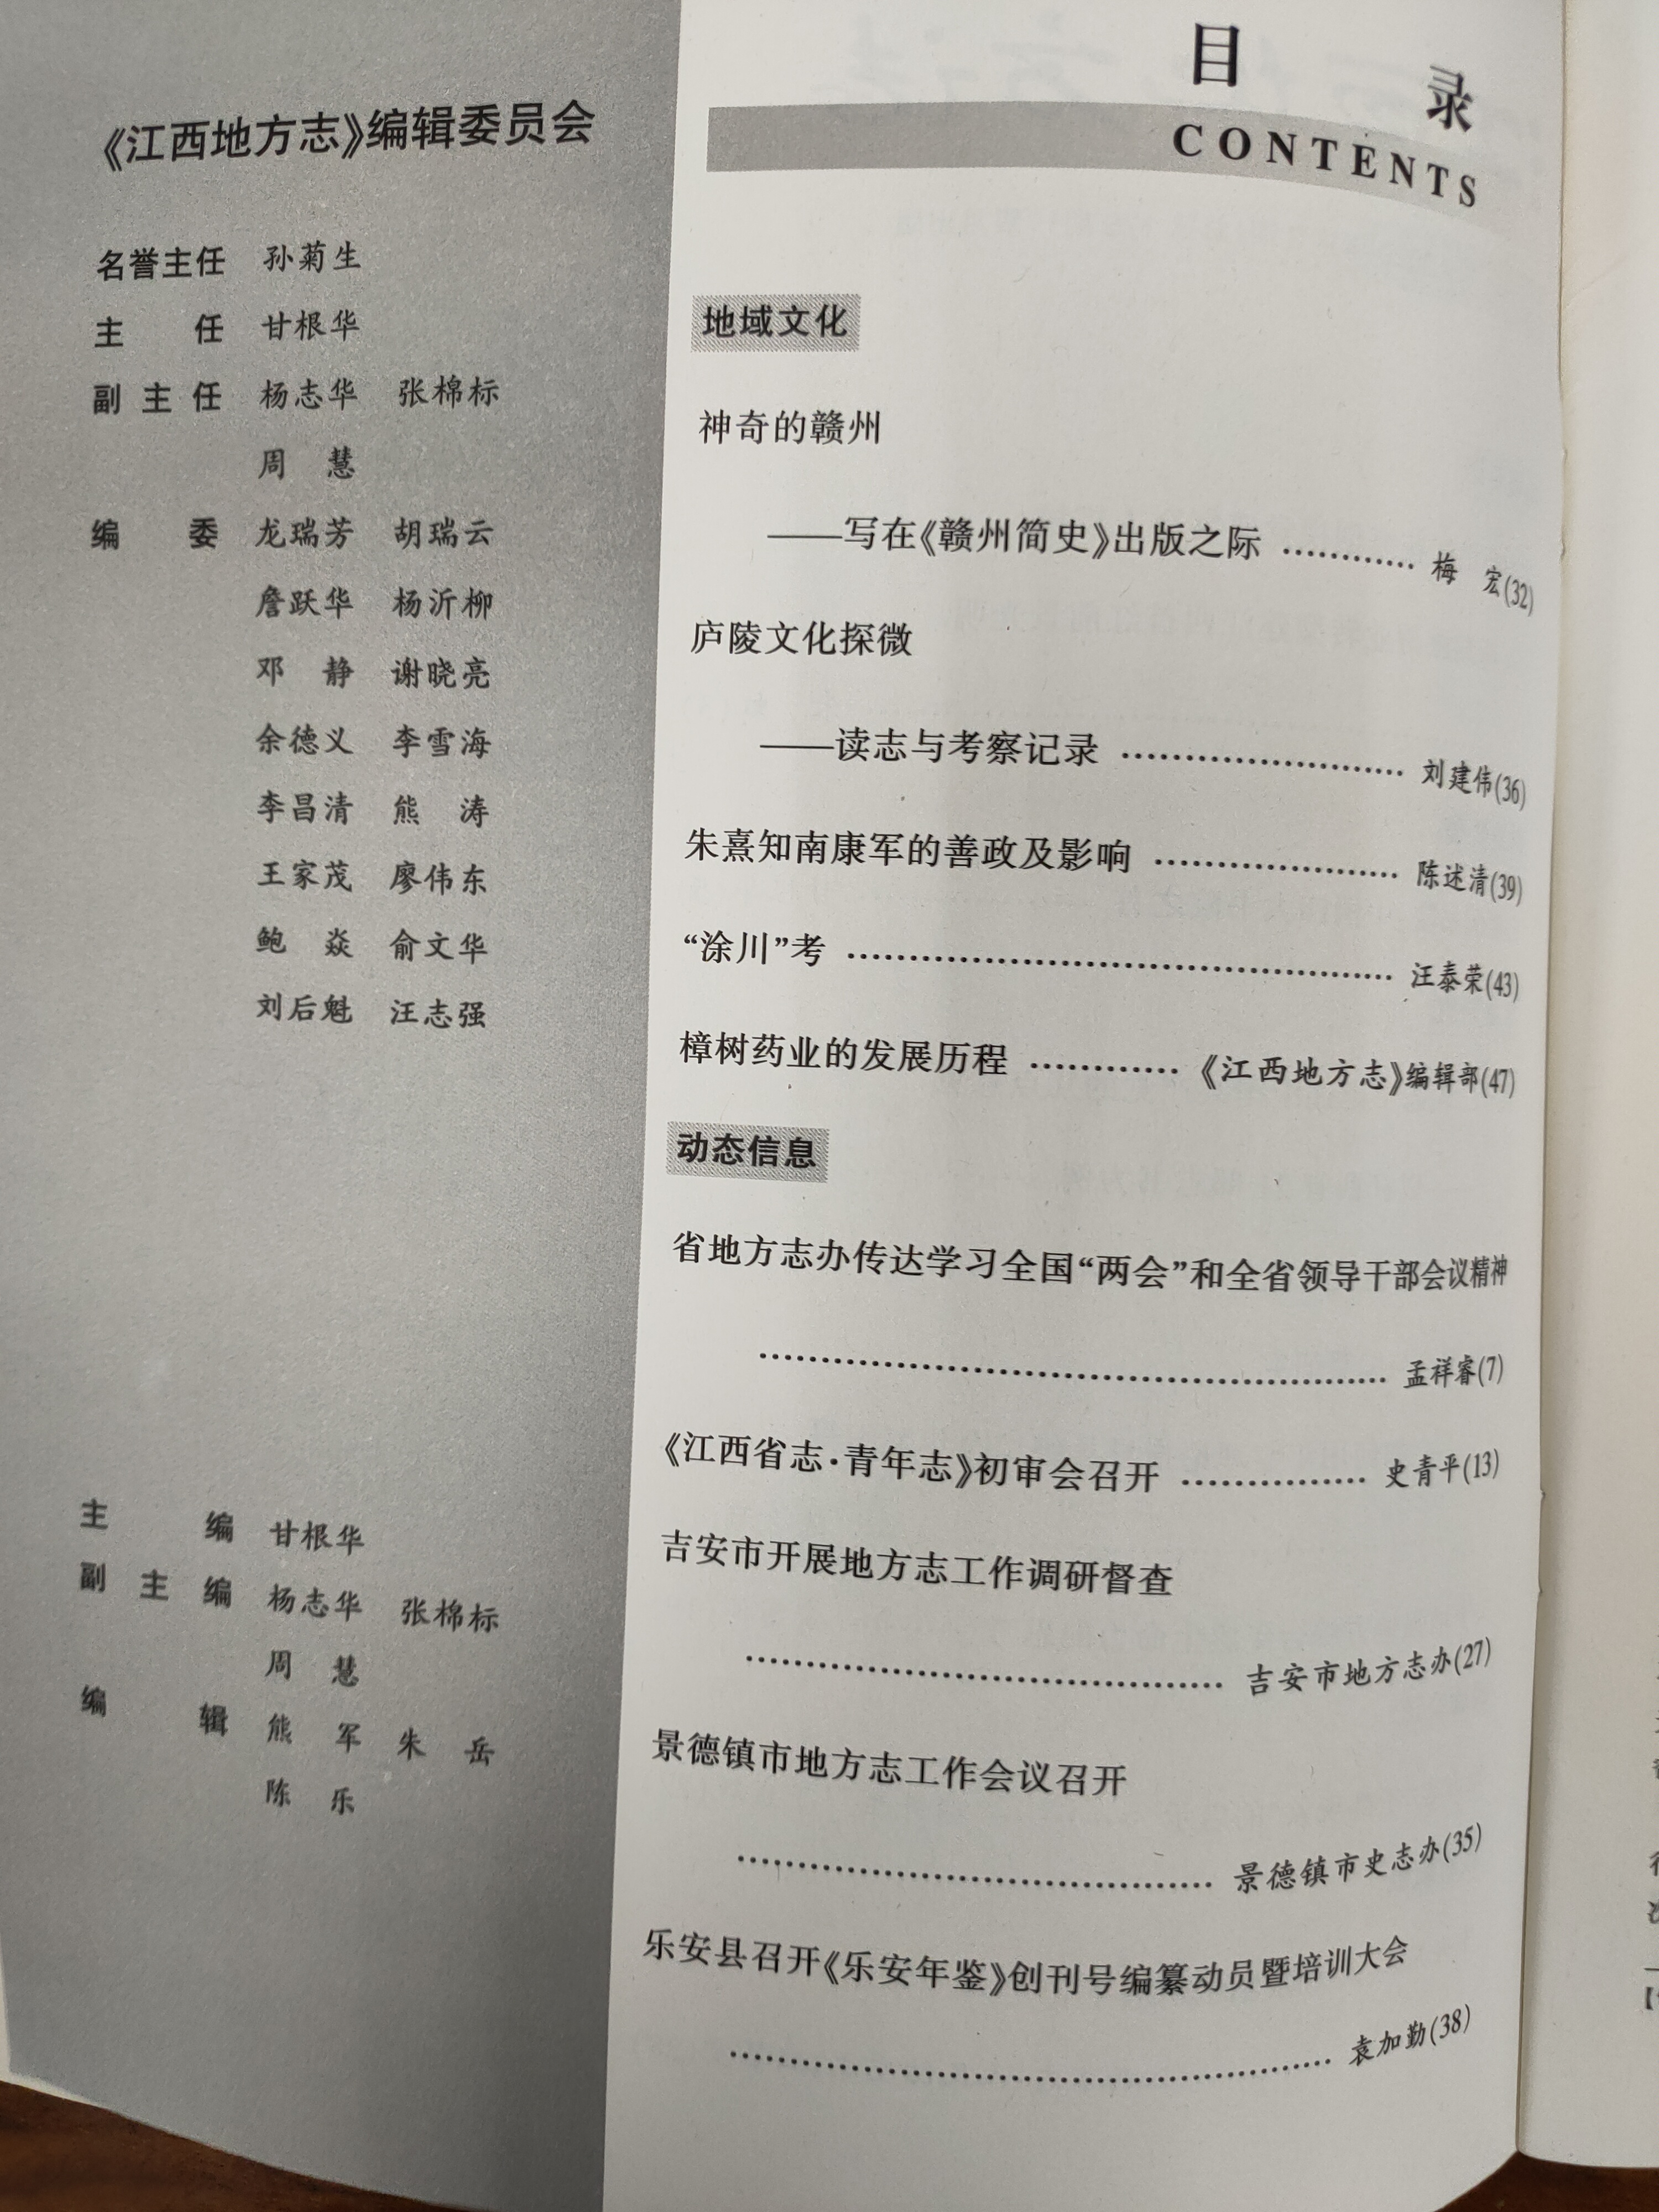 《江西地方志》编辑委员会
名誉主任 孙菊生
主 任 甘根华
副主任 杨志华 张棉标
周 慧
编 委 龙瑞芳 胡瑞云
詹跃华 杨沂柳
邓 静 谢晓亮
余德义 李雪海
李昌清 熊 涛
王家茂 廖伟东
鲍 焱 俞文华
刘后魁 汪志强
主 编 甘根华
副主编 杨志华 张棉标
周 慧
编 辑 熊 军 朱 岳
陈 乐
目 录
CONTENTS
地域文化
神奇的赣州
——写在《赣州简史》出版之际 ………… 梅 宏(32)
庐陵文化探微
——读志与考察记录 ………………………… 刘建伟(36)
朱熹知南康军的善政及影响 …………………… 陈述清(39)
“涂川”考 ………………………………………………… 汪泰荣(43)
樟树药业的发展历程 ………… 《江西地方志》编辑部(47)
动态信息
省地方志办传达学习全国“两会”和全省领导干部会议精神
………………………………………………………… 孟祥睿(7)
《江西省志·青年志》初审会召开 ……………… 史青平(13)
吉安市开展地方志工作调研督查
………………………………………… 吉安市地方志办(27)
景德镇市地方志工作会议召开
………………………………………… 景德镇市史志办(35)
乐安县召开《乐安年鉴》创刊号编纂动员暨培训大会
……………………………………………………… 袁加勤(38)